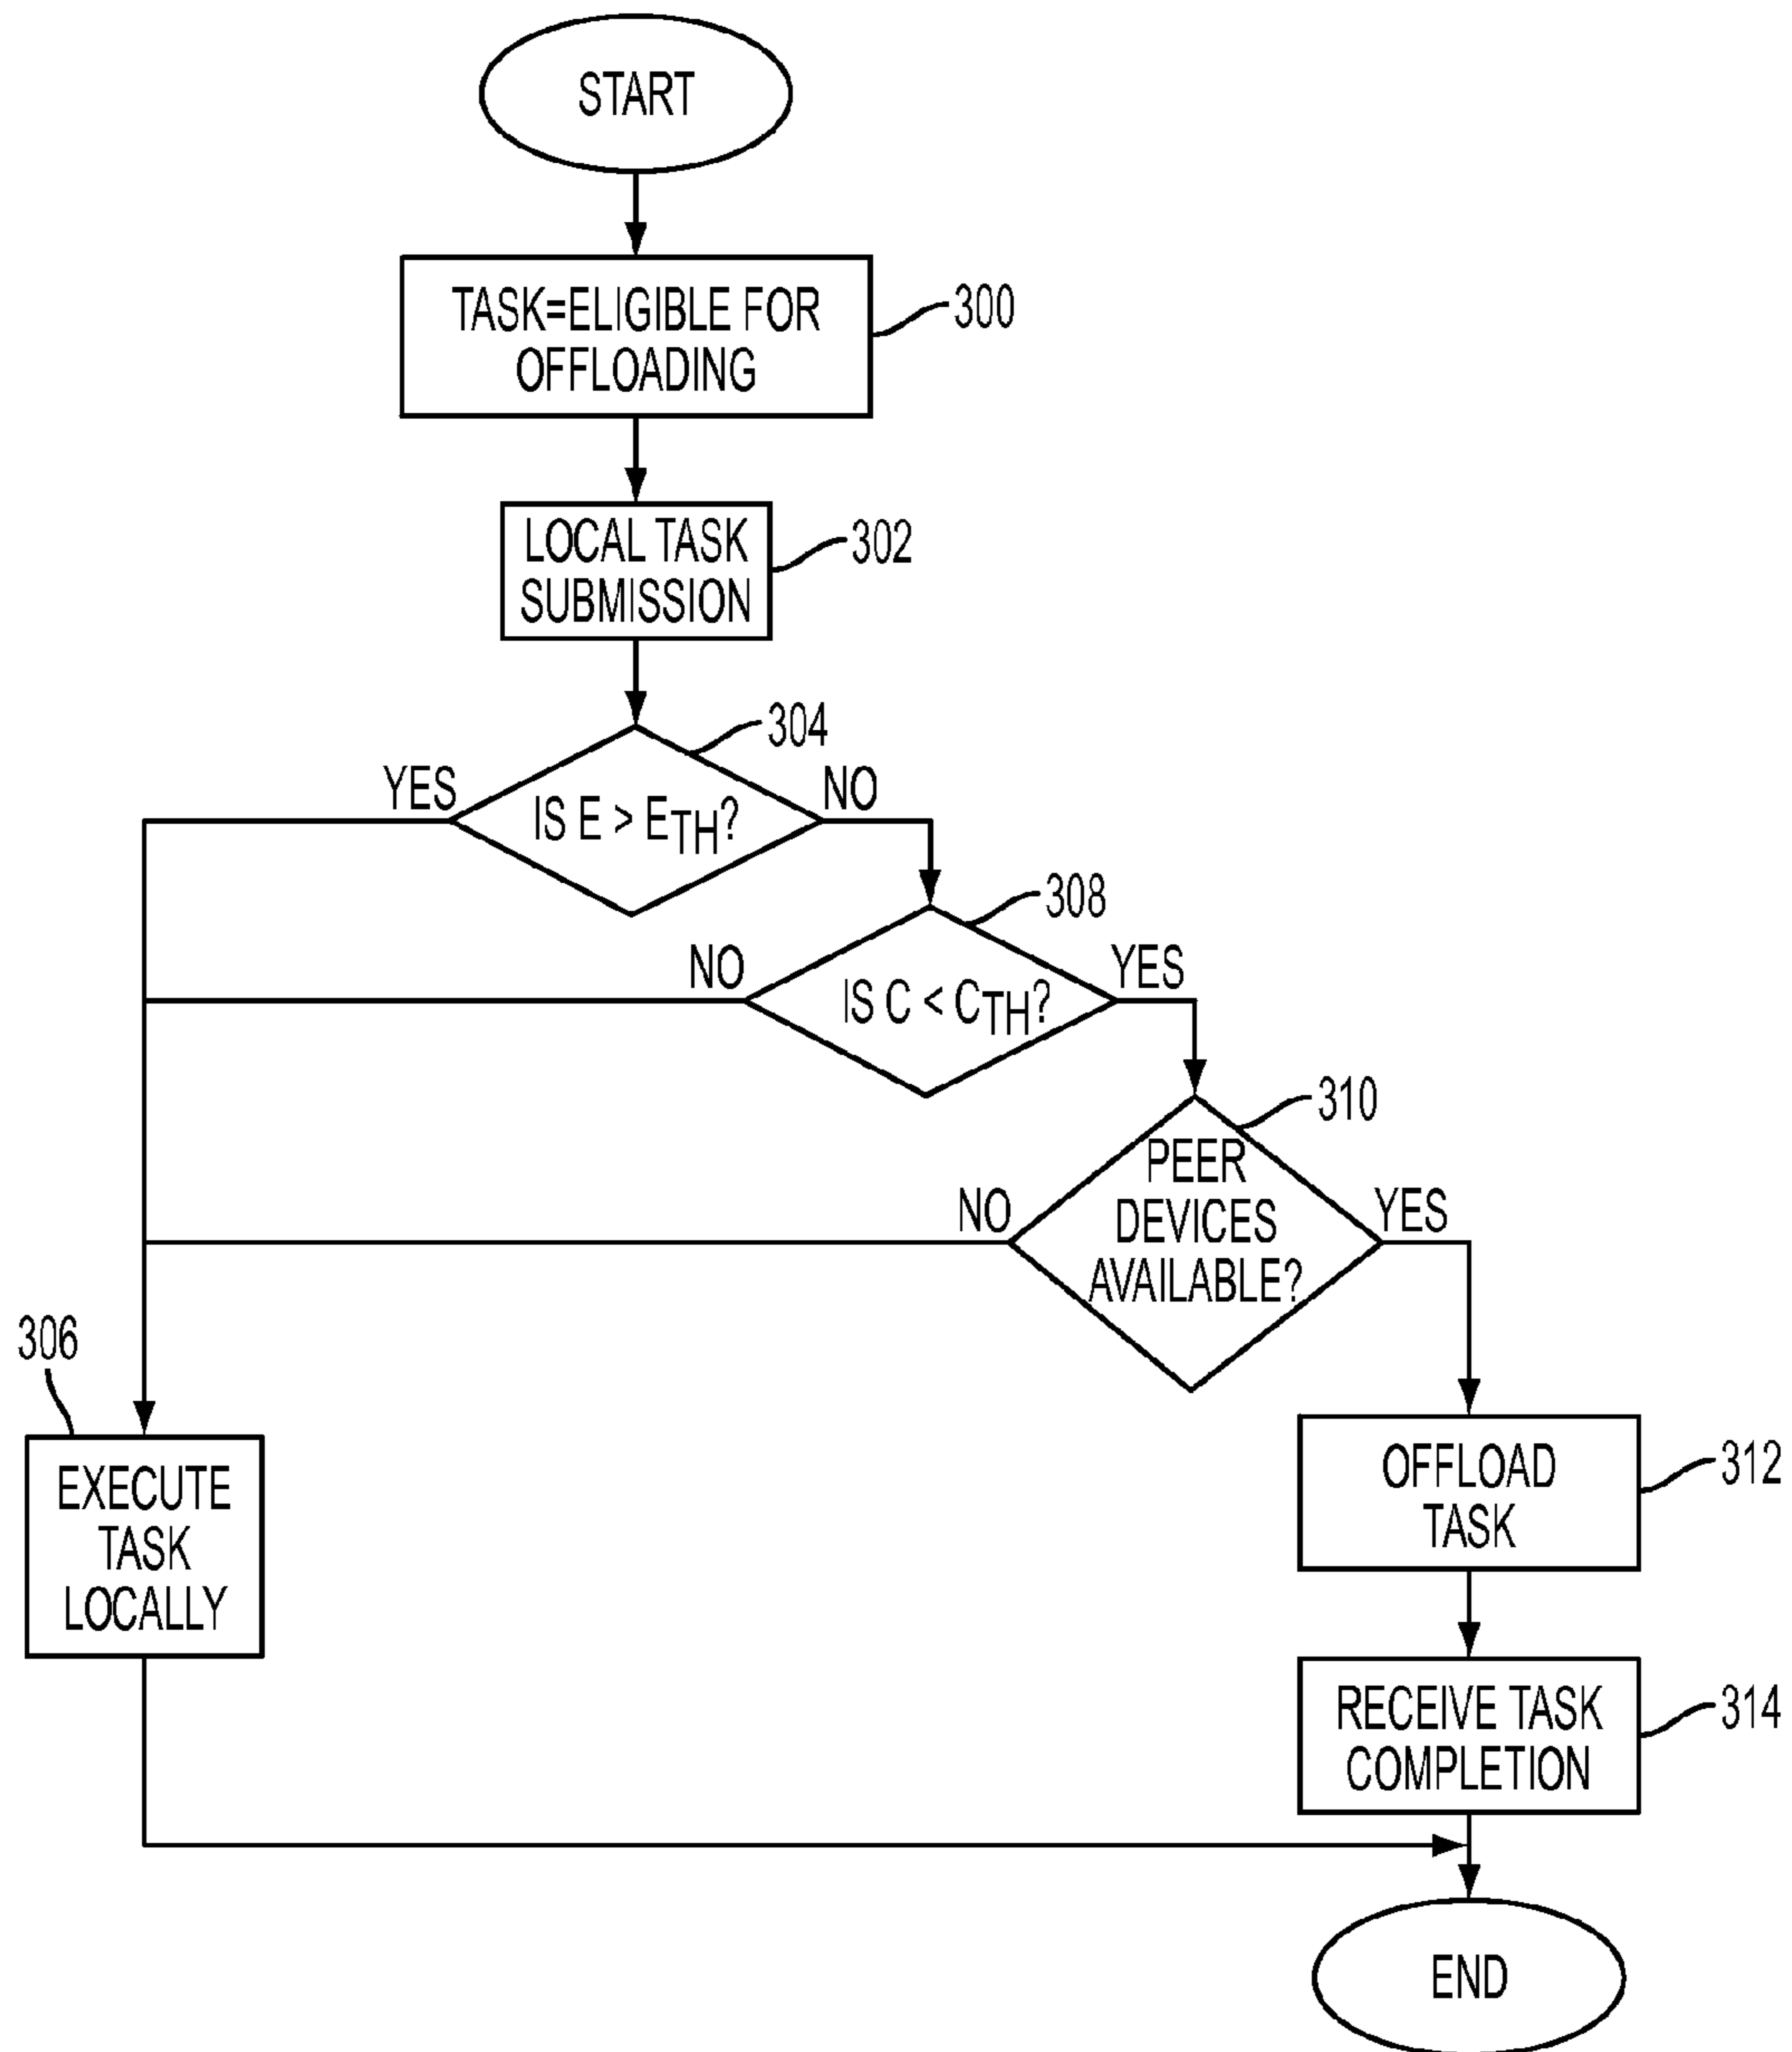 START
TASK=ELIGIBLE FOR
OFFLOADING
300
LOCAL TASK
SUBMISSION
302
304
YES
NO
IS E > ETH?
308
NO
YES
IS C < CTH?
310
PEER
DEVICES
AVAILABLE?
NO
YES
306
EXECUTE
TASK
LOCALLY
OFFLOAD
TASK
312
RECEIVE TASK
COMPLETION
314
END